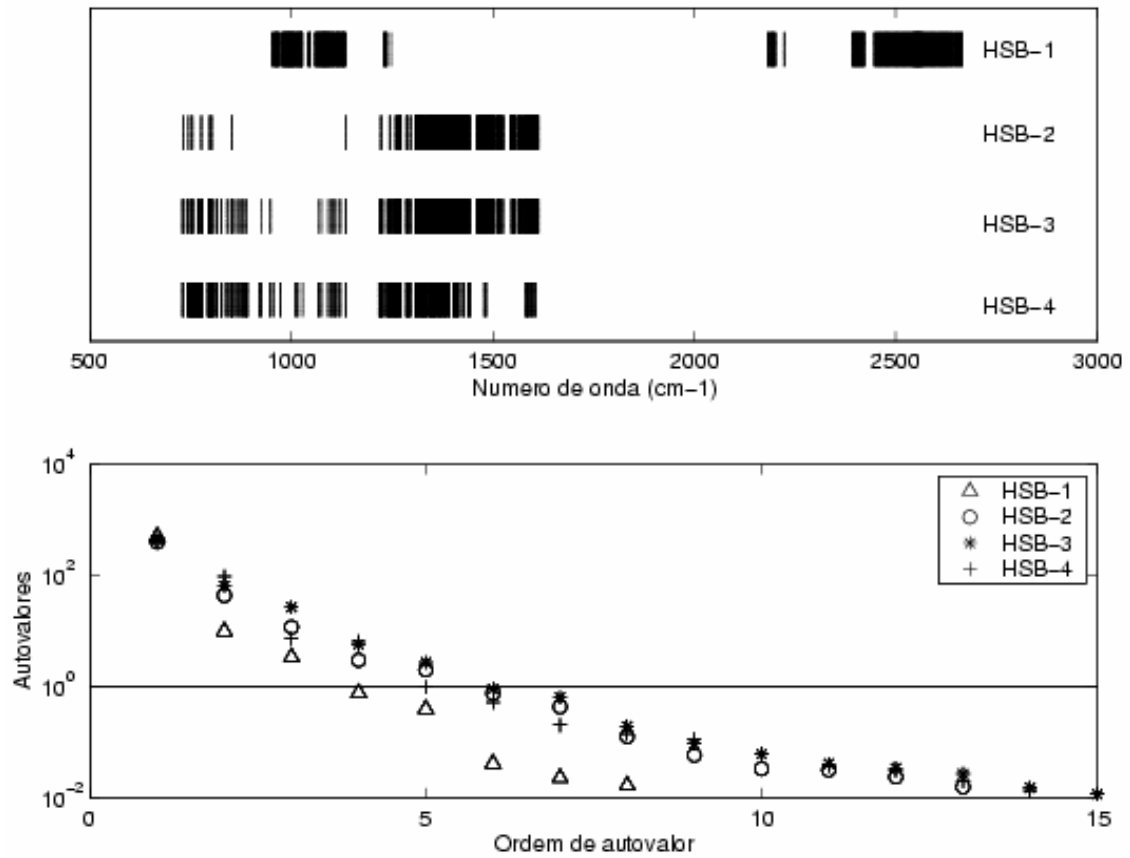 HSB-1
HSB-2
HSB-3
HSB-4
500 1000 1500 2000 2500 3000
Numero de onda (cm-1)
10^4
10^2
10^0
10^-2
Autovalores
HSB-1
HSB-2
HSB-3
HSB-4
0 5 10 15
Ordem de autovalor